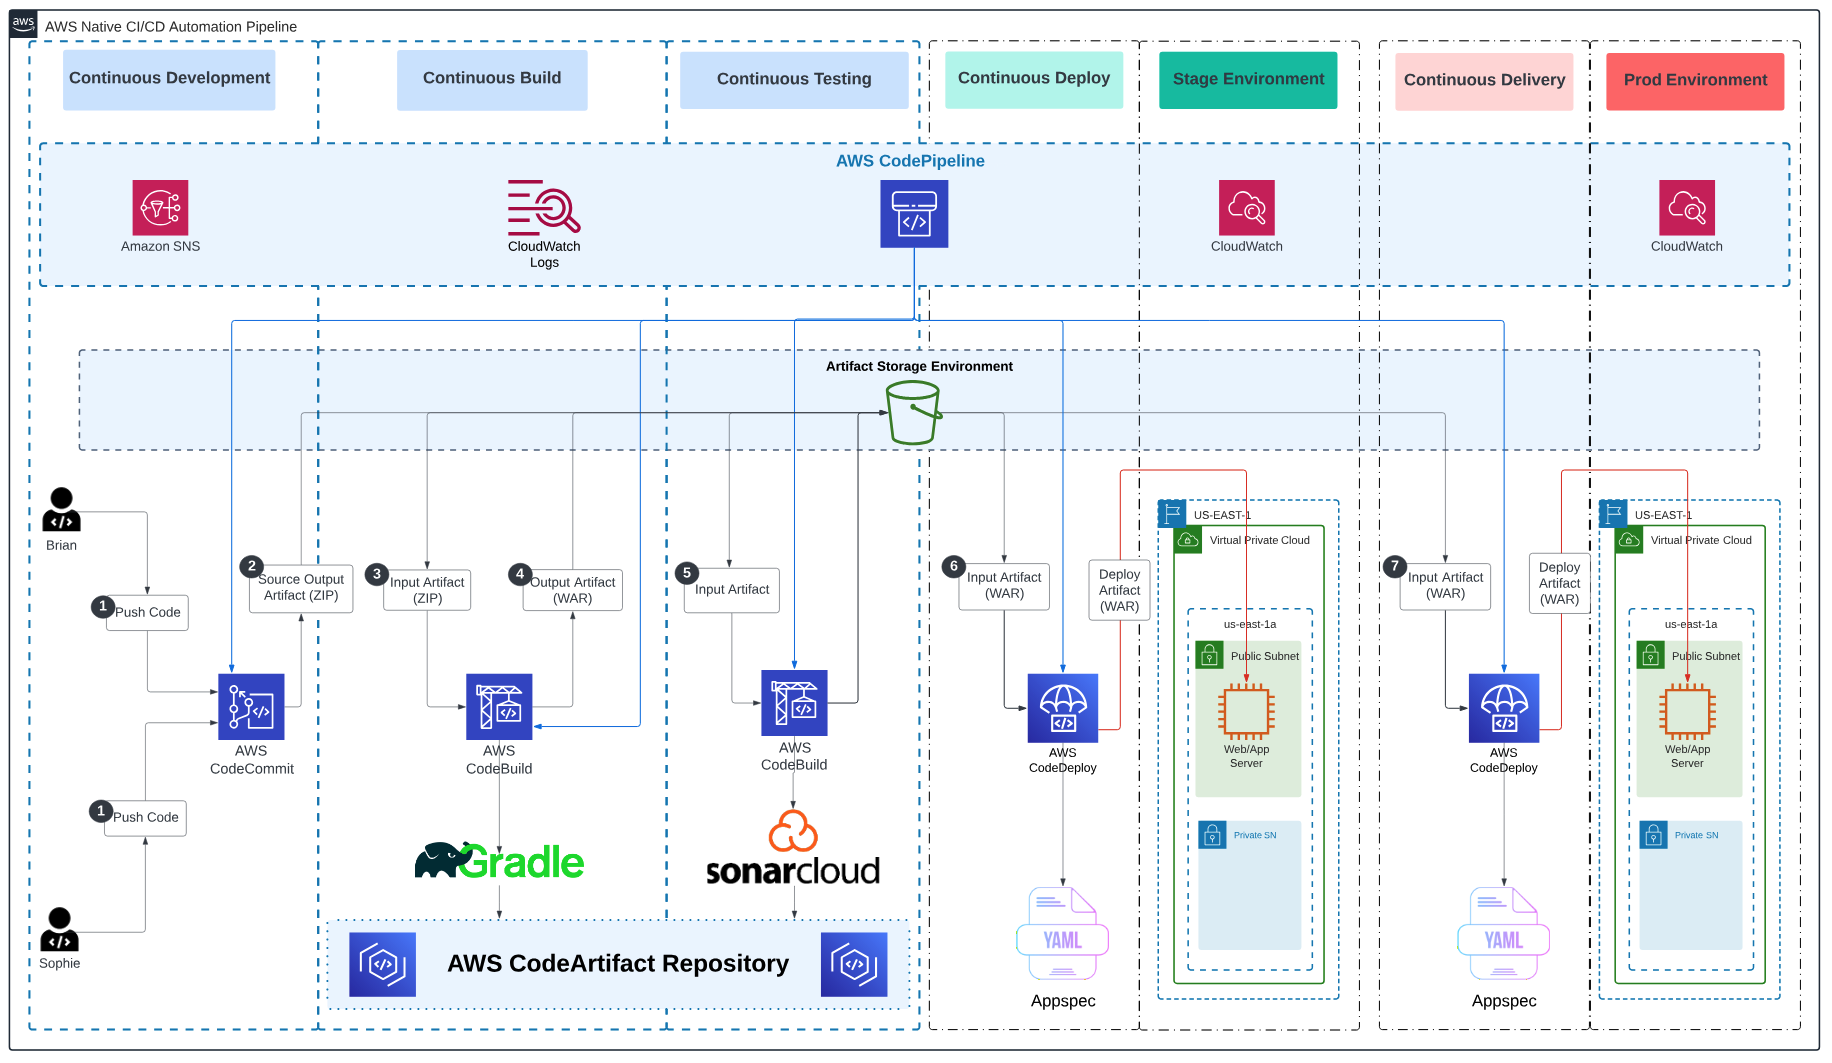 aws
AWS Native CI/CD Automation Pipeline
Continuous Development
Continuous Build
Continuous Testing
Continuous Deploy
Stage Environment
Continuous Delivery
Prod Environment
AWS CodePipeline
Amazon SNS
CloudWatch
Logs
CloudWatch
CloudWatch
Artifact Storage Environment
Brian
1
Push Code
2
Source Output
Artifact (ZIP)
3
Input Artifact
(ZIP)
4
Output Artifact
(WAR)
5
Input Artifact
6
Input Artifact
(WAR)
Deploy
Artifact
(WAR)
US-EAST-1
Virtual Private Cloud
us-east-1a
Public Subnet
Web/App
Server
Private SN
7
Input Artifact
(WAR)
Deploy
Artifact
(WAR)
US-EAST-1
Virtual Private Cloud
us-east-1a
Public Subnet
Web/App
Server
Private SN
AWS
CodeCommit
AWS
CodeBuild
AWS
CodeBuild
AWS
CodeDeploy
AWS
CodeDeploy
1
Push Code
Sophie
Gradle
sonarcloud
AWS CodeArtifact Repository
YAML
Appspec
YAML
Appspec